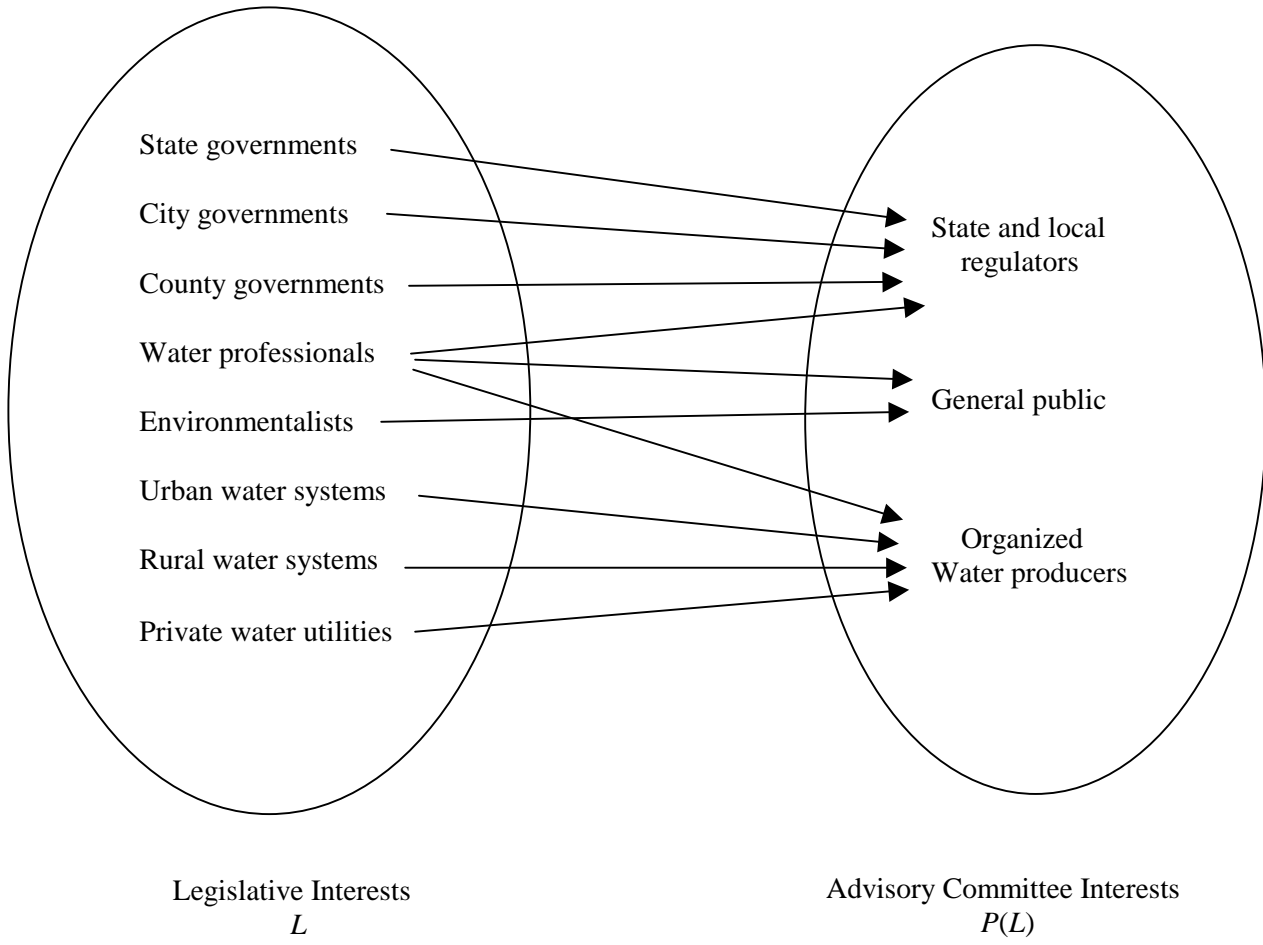 State governments
City governments
County governments
Water professionals
Environmentalists
Urban water systems
Rural water systems
Private water utilities
State and local
regulators
General public
Organized
Water producers
Legislative Interests
L
Advisory Committee Interests
P(L)